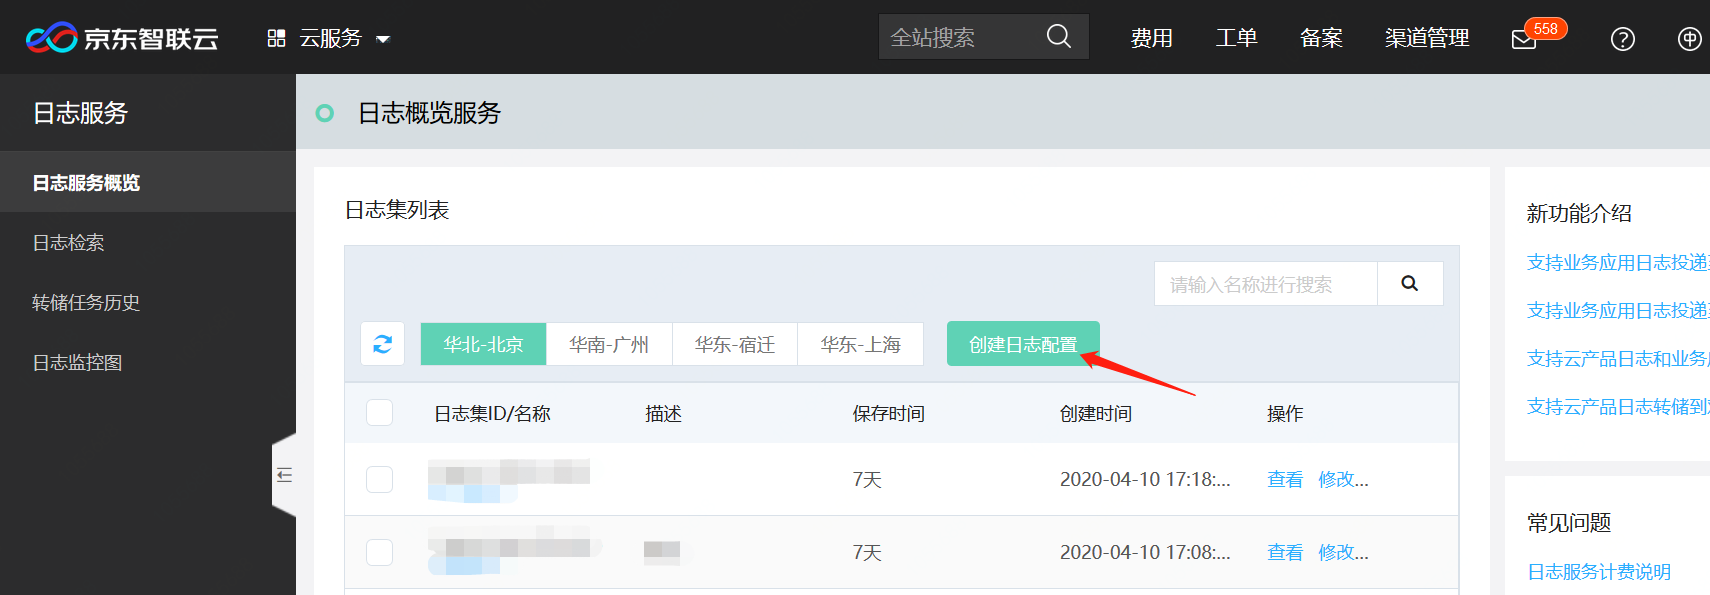 京东智联云
云服务
全站搜索
费用
工单
备案
渠道管理
558
日志服务
日志服务概览
日志检索
转储任务历史
日志监控图
日志概览服务
日志集列表
请输入名称进行搜索
华北-北京
华南-广州
华东-宿迁
华东-上海
创建日志配置
日志集ID/名称
描述
保存时间
创建时间
操作
7天
2020-04-10 17:18:...
查看
修改...
7天
2020-04-10 17:08:...
查看
修改...
新功能介绍
支持业务应用日志投递
支持业务应用日志投递
支持云产品日志和业务
支持云产品日志转储到
常见问题
日志服务计费说明